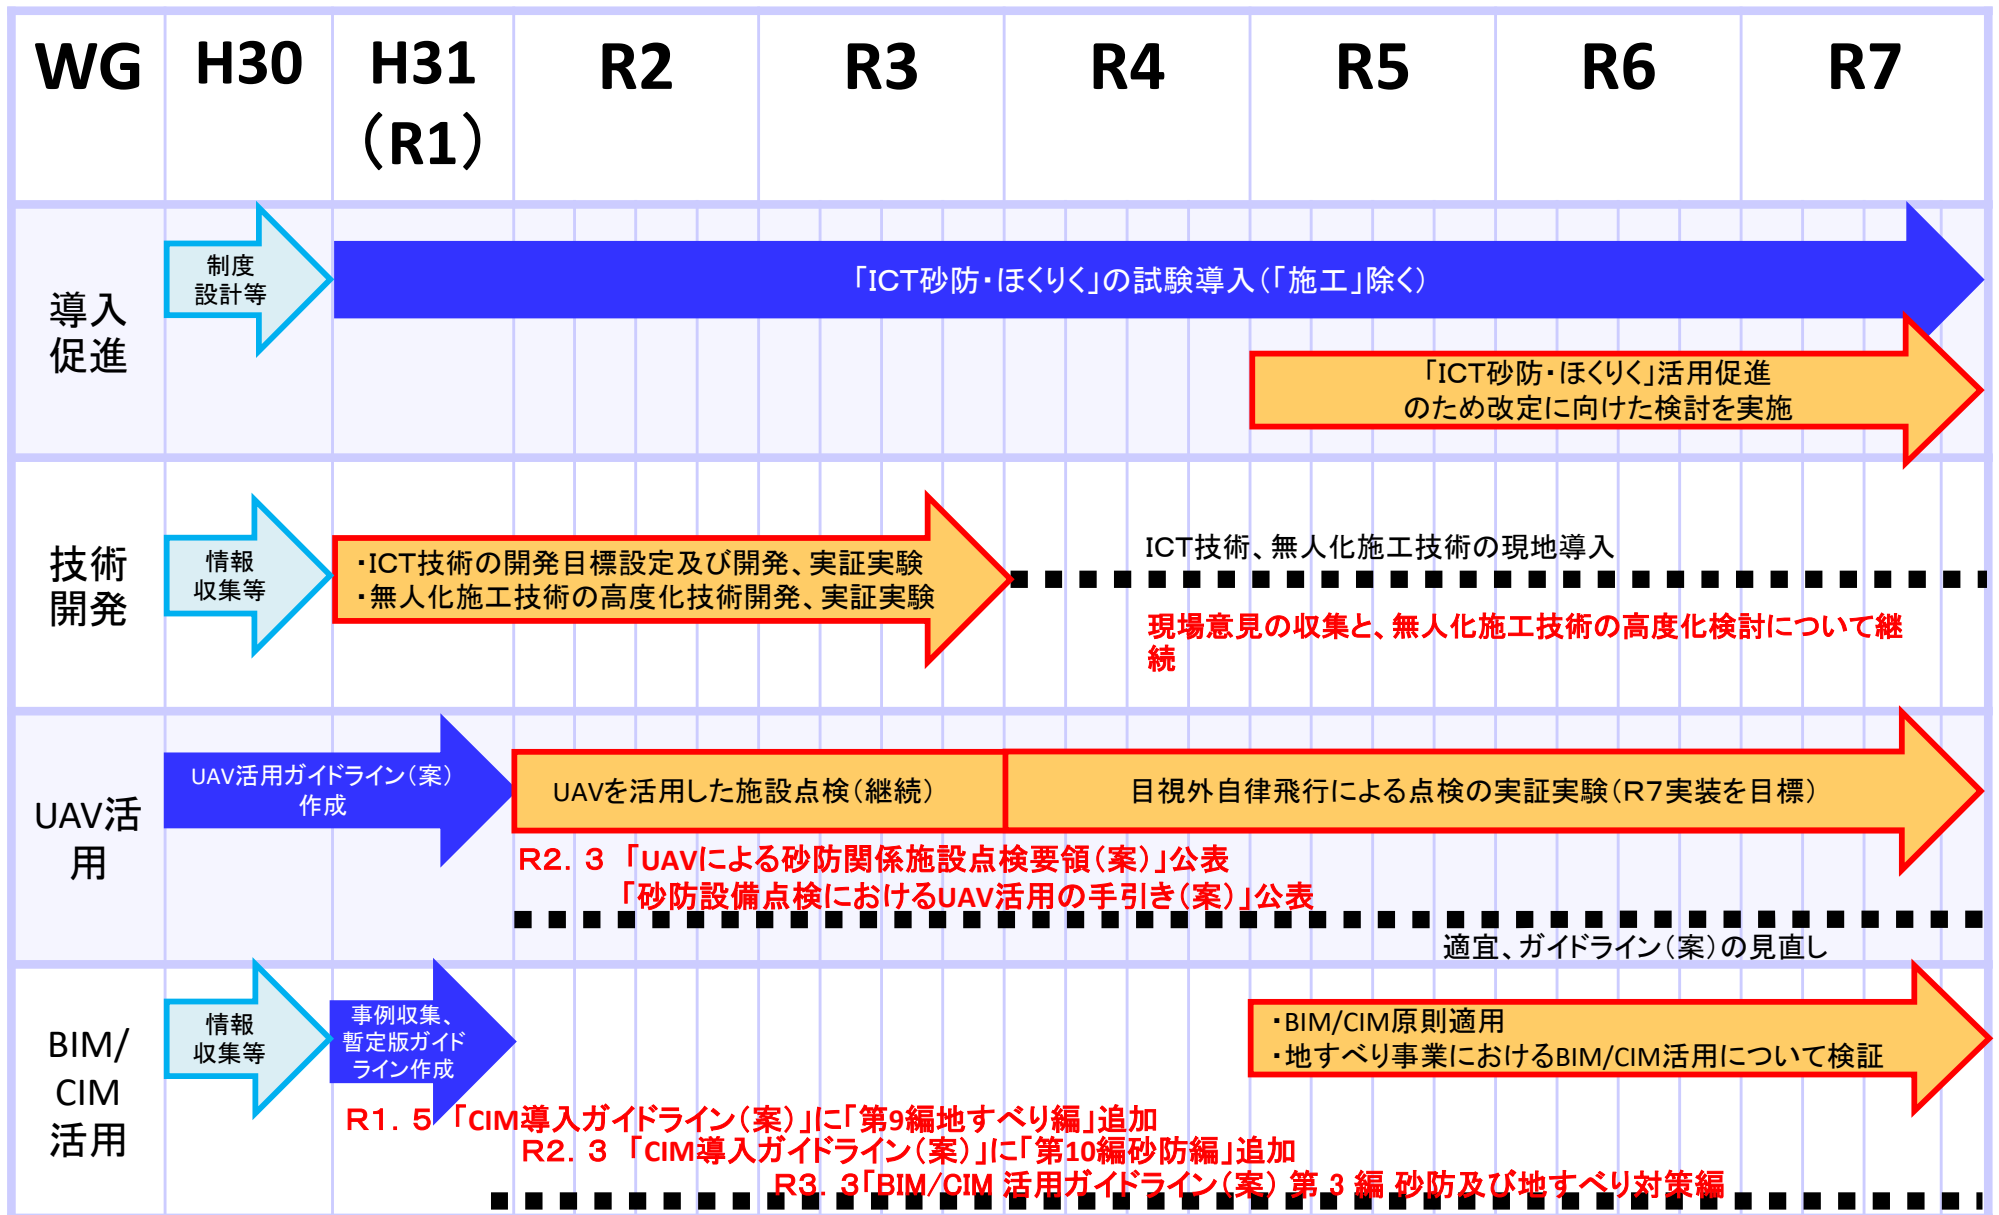 WG
H30
H31
（R1）
R2
R3
R4
R5
R6
R7
導入
促進
制度
設計等
「ICT砂防・ほくりく」の試験導入（「施工」除く）
「ICT砂防・ほくりく」活用促進
のため改定に向けた検討を実施
技術
開発
情報
収集等
・ICT技術の開発目標設定及び開発、実証実験
・無人化施工技術の高度化技術開発、実証実験
ICT技術、無人化施工技術の現地導入
現場意見の収集と、無人化施工技術の高度化検討について継
続
UAV活
用
UAV活用ガイドライン（案）
作成
UAVを活用した施設点検（継続）
目視外自律飛行による点検の実証実験（R７実装を目標）
R２．３ 「UAVによる砂防関係施設点検要領（案）」公表
「砂防設備点検におけるUAV活用の手引き（案）」公表
適宜、ガイドライン（案）の見直し
BIM/
CIM
活用
情報
収集等
事例収集、
暫定版ガイド
ライン作成
・BIM/CIM原則適用
・地すべり事業におけるBIM/CIM活用について検証
R１．５ 「CIM導入ガイドライン（案）」に「第9編地すべり編」追加
R２．３ 「CIM導入ガイドライン（案）」に「第10編砂防編」追加
R３．３「BIM/CIM 活用ガイドライン（案） 第 3 編 砂防及び地すべり対策編